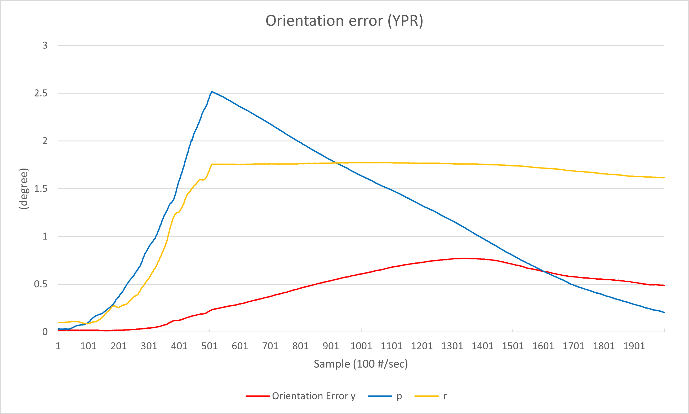 Orientation error (YPR)
3
2.5
2
1.5
1
0.5
0
(degree)
1 101 201 301 401 501 601 701 801 901 1001 1101 1201 1301 1401 1501 1601 1701 1801 1901
Sample (100 #/sec)
Orientation Error y p r